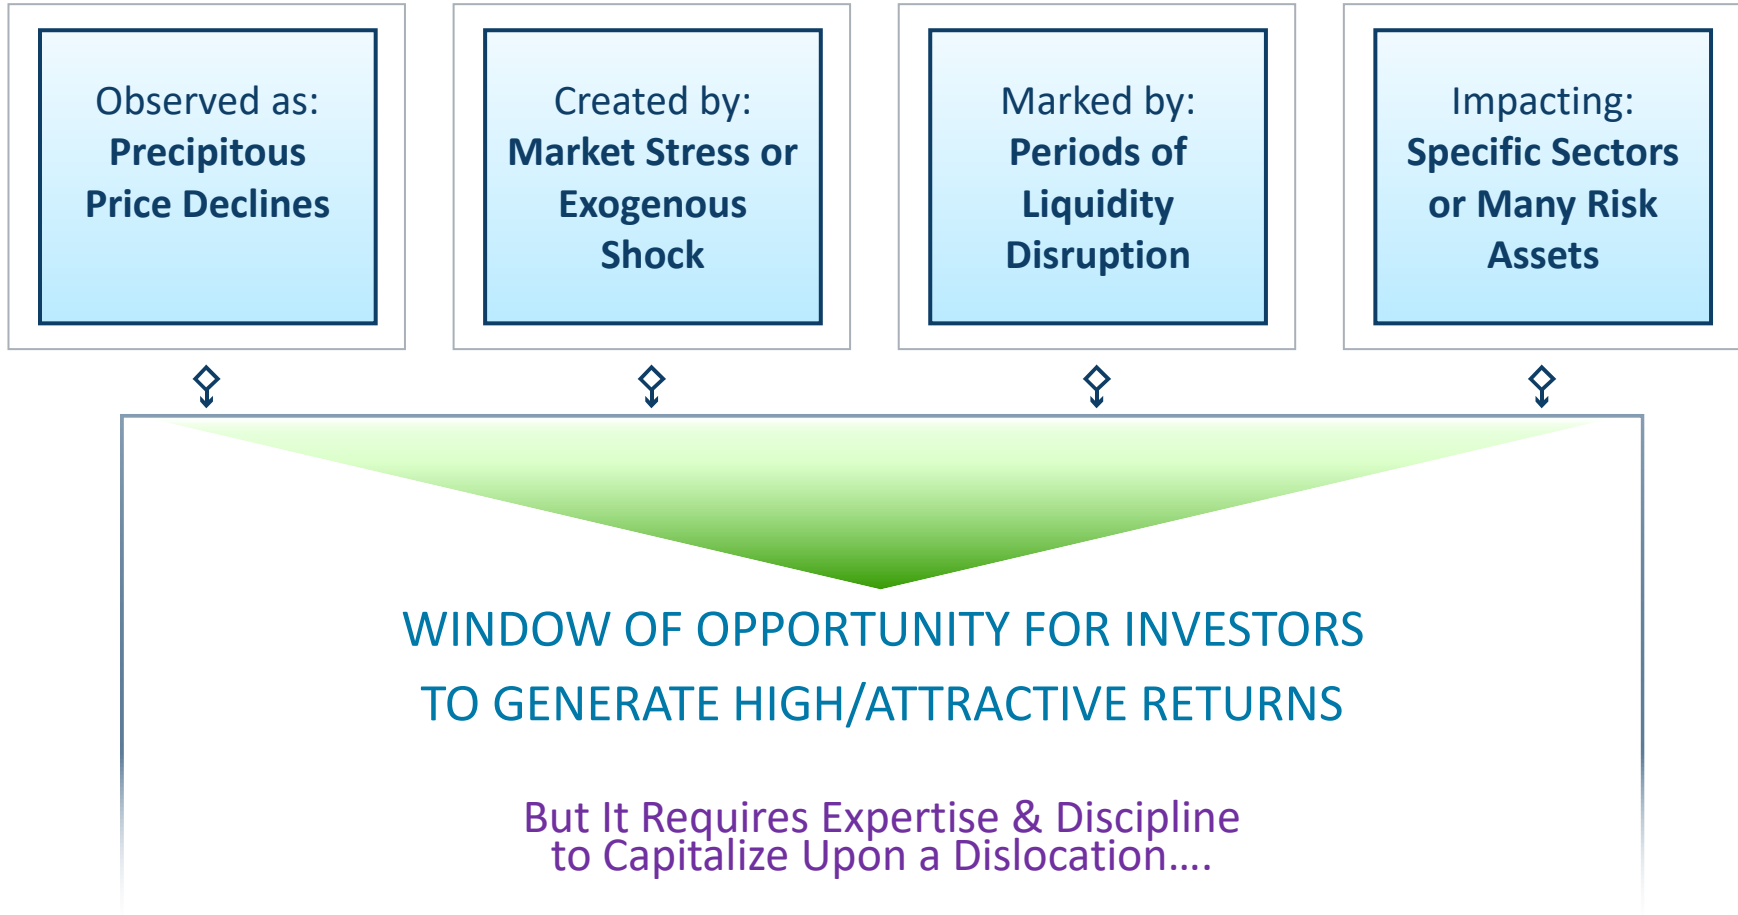 Observed as:
Precipitous
Price Declines
Created by:
Market Stress or
Exogenous
Shock
Marked by:
Periods of
Liquidity
Disruption
Impacting:
Specific Sectors
or Many Risk
Assets
WINDOW OF OPPORTUNITY FOR INVESTORS
TO GENERATE HIGH/ATTRACTIVE RETURNS
But It Requires Expertise & Discipline
to Capitalize Upon a Dislocation....